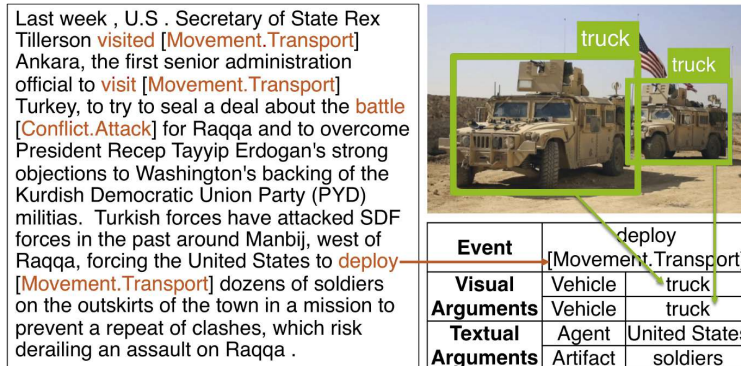 Last week , U.S . Secretary of State Rex
Tillerson visited [Movement.Transport]
Ankara, the first senior administration
official to visit [Movement.Transport]
Turkey, to try to seal a deal about the battle
[Conflict.Attack] for Raqqa and to overcome
President Recep Tayyip Erdogan's strong
objections to Washington's backing of the
Kurdish Democratic Union Party (PYD)
militias. Turkish forces have attacked SDF
forces in the past around Manbij, west of
Raqqa, forcing the United States to deploy
[Movement.Transport] dozens of soldiers
on the outskirts of the town in a mission to
prevent a repeat of clashes, which risk
derailing an assault on Raqqa .
truck
truck
Event deploy
[Movement.Transport]
Visual Vehicle truck
Arguments Vehicle truck
Textual Agent United States
Arguments Artifact soldiers